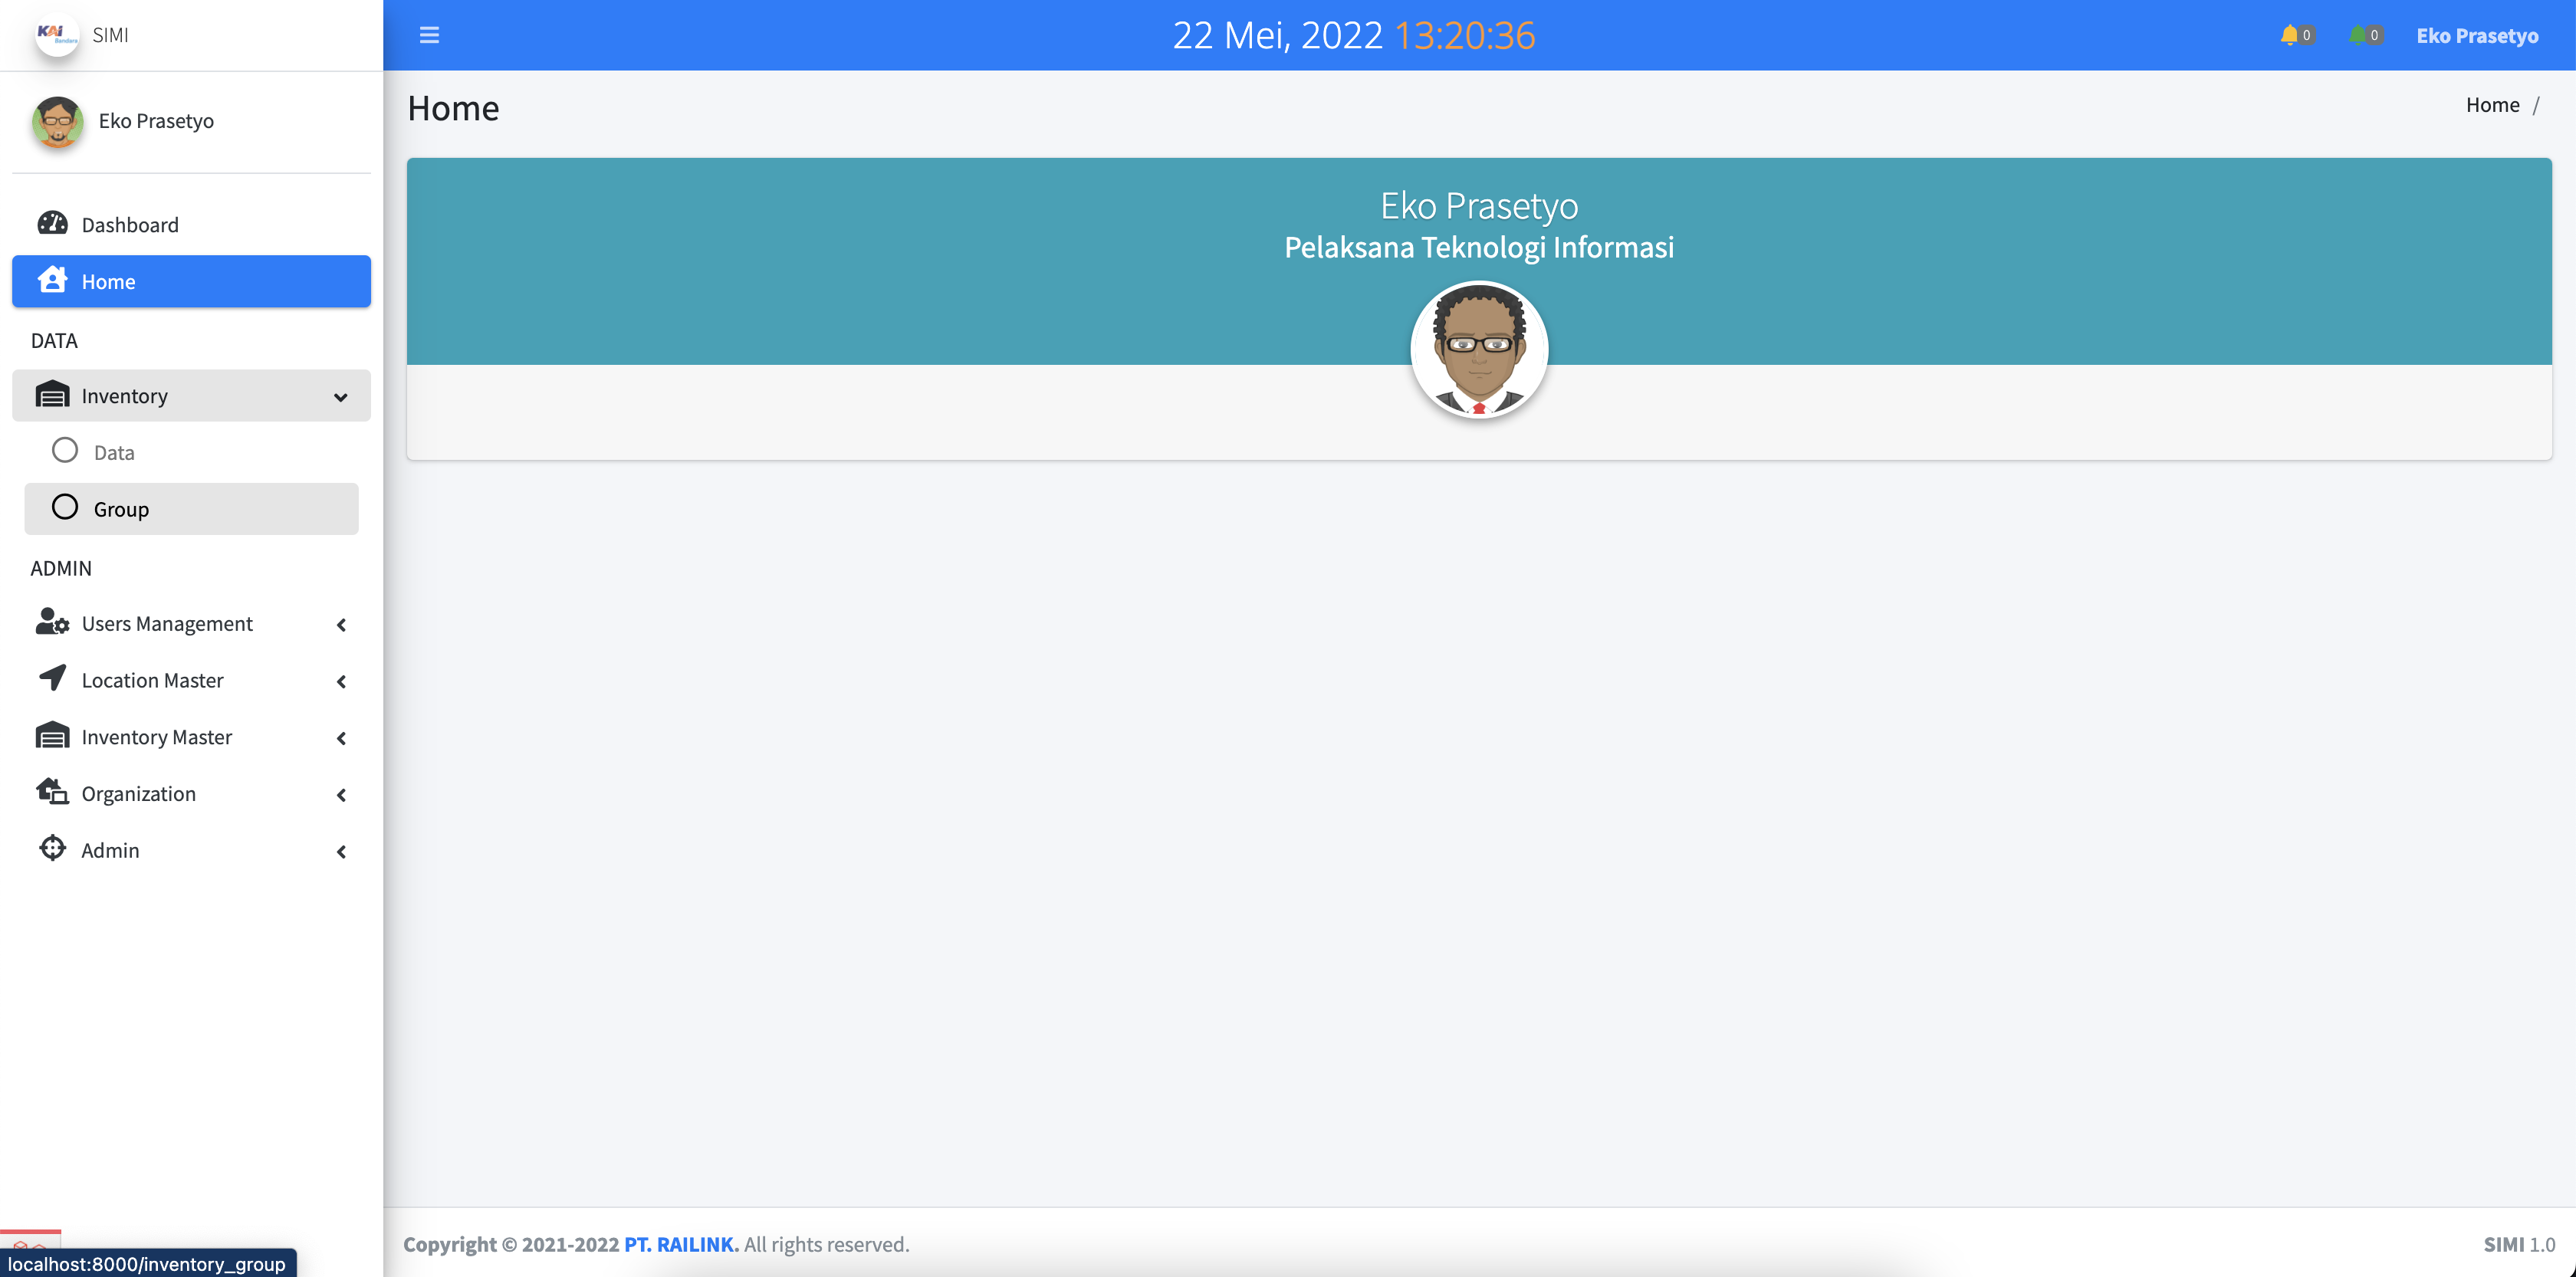 KAI Bandara SIMI
22 Mei, 2022 13:20:36
0 0 Eko Prasetyo
Eko Prasetyo
Dashboard
Home
DATA
Inventory
Data
Group
ADMIN
Users Management
Location Master
Inventory Master
Organization
Admin
Home
Home /
Eko Prasetyo
Pelaksana Teknologi Informasi
Copyright © 2021-2022 PT. RAILINK. All rights reserved.
SIMI 1.0
localhost:8000/inventory_group